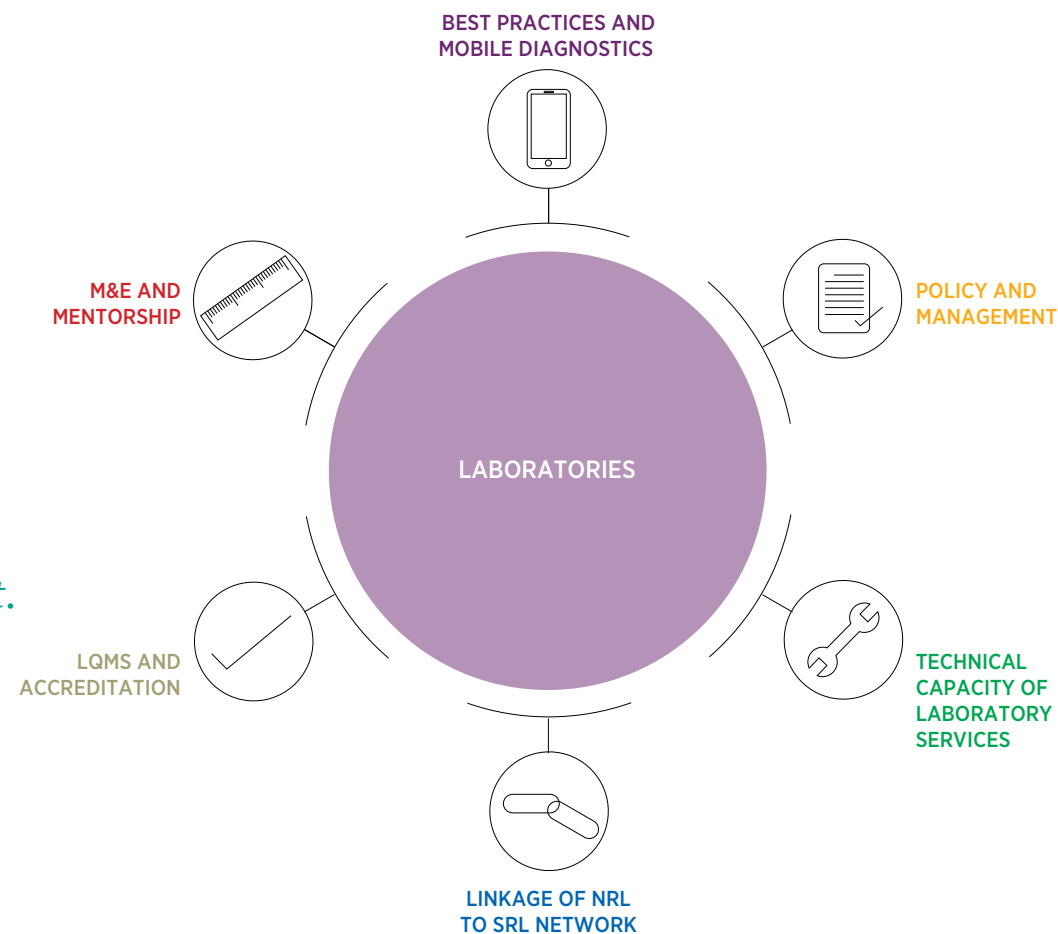 BEST PRACTICES AND
MOBILE DIAGNOSTICS
M&E AND
MENTORSHIP
POLICY AND
MANAGEMENT
LABORATORIES
t.
LQMS AND
ACCREDITATION
TECHNICAL
CAPACITY OF
LABORATORY
SERVICES
LINKAGE OF NRL
TO SRL NETWORK